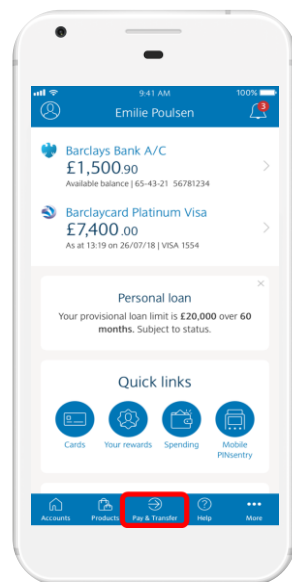 9:41 AM
100%
Emilie Poulsen
3
Barclays Bank A/C
£1,500.90
Available balance | 65-43-21 56781234
Barclaycard Platinum Visa
£7,400.00
As at 13:19 on 26/07/18 | VISA 1554
Personal loan
Your provisional loan limit is £20,000 over 60
months. Subject to status.
Quick links
Cards Your rewards Spending Mobile
PINsentry
Accounts Products Pay & Transfer Help More